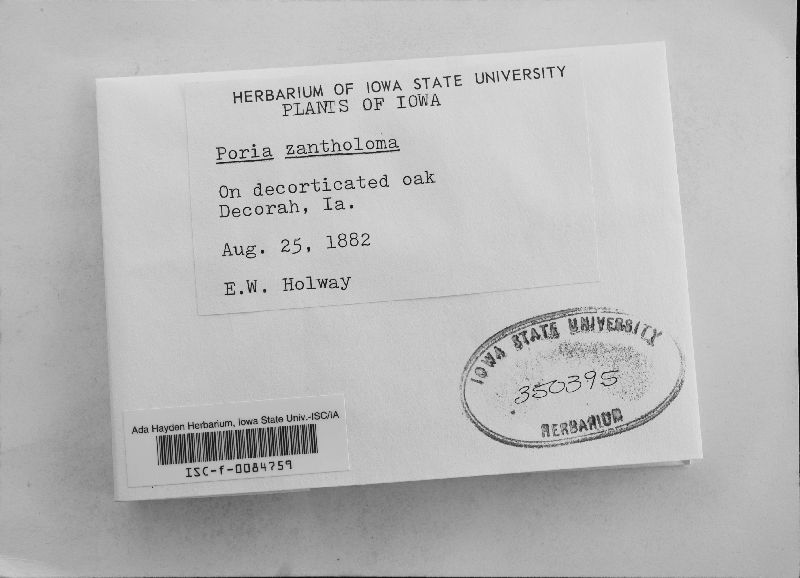 HERBARIUM OF IOWA STATE UNIVERSITY
PLANTS OF IOWA
Poria zantholoma
On decorticated oak
Decorah, Ia.
Aug. 25, 1882
E.W. Holway
IOWA STATE UNIVERSITY
350395
HERBARIUM
Ada Hayden Herbarium, Iowa State Univ.-ISC/IA
ISC-f-0084759